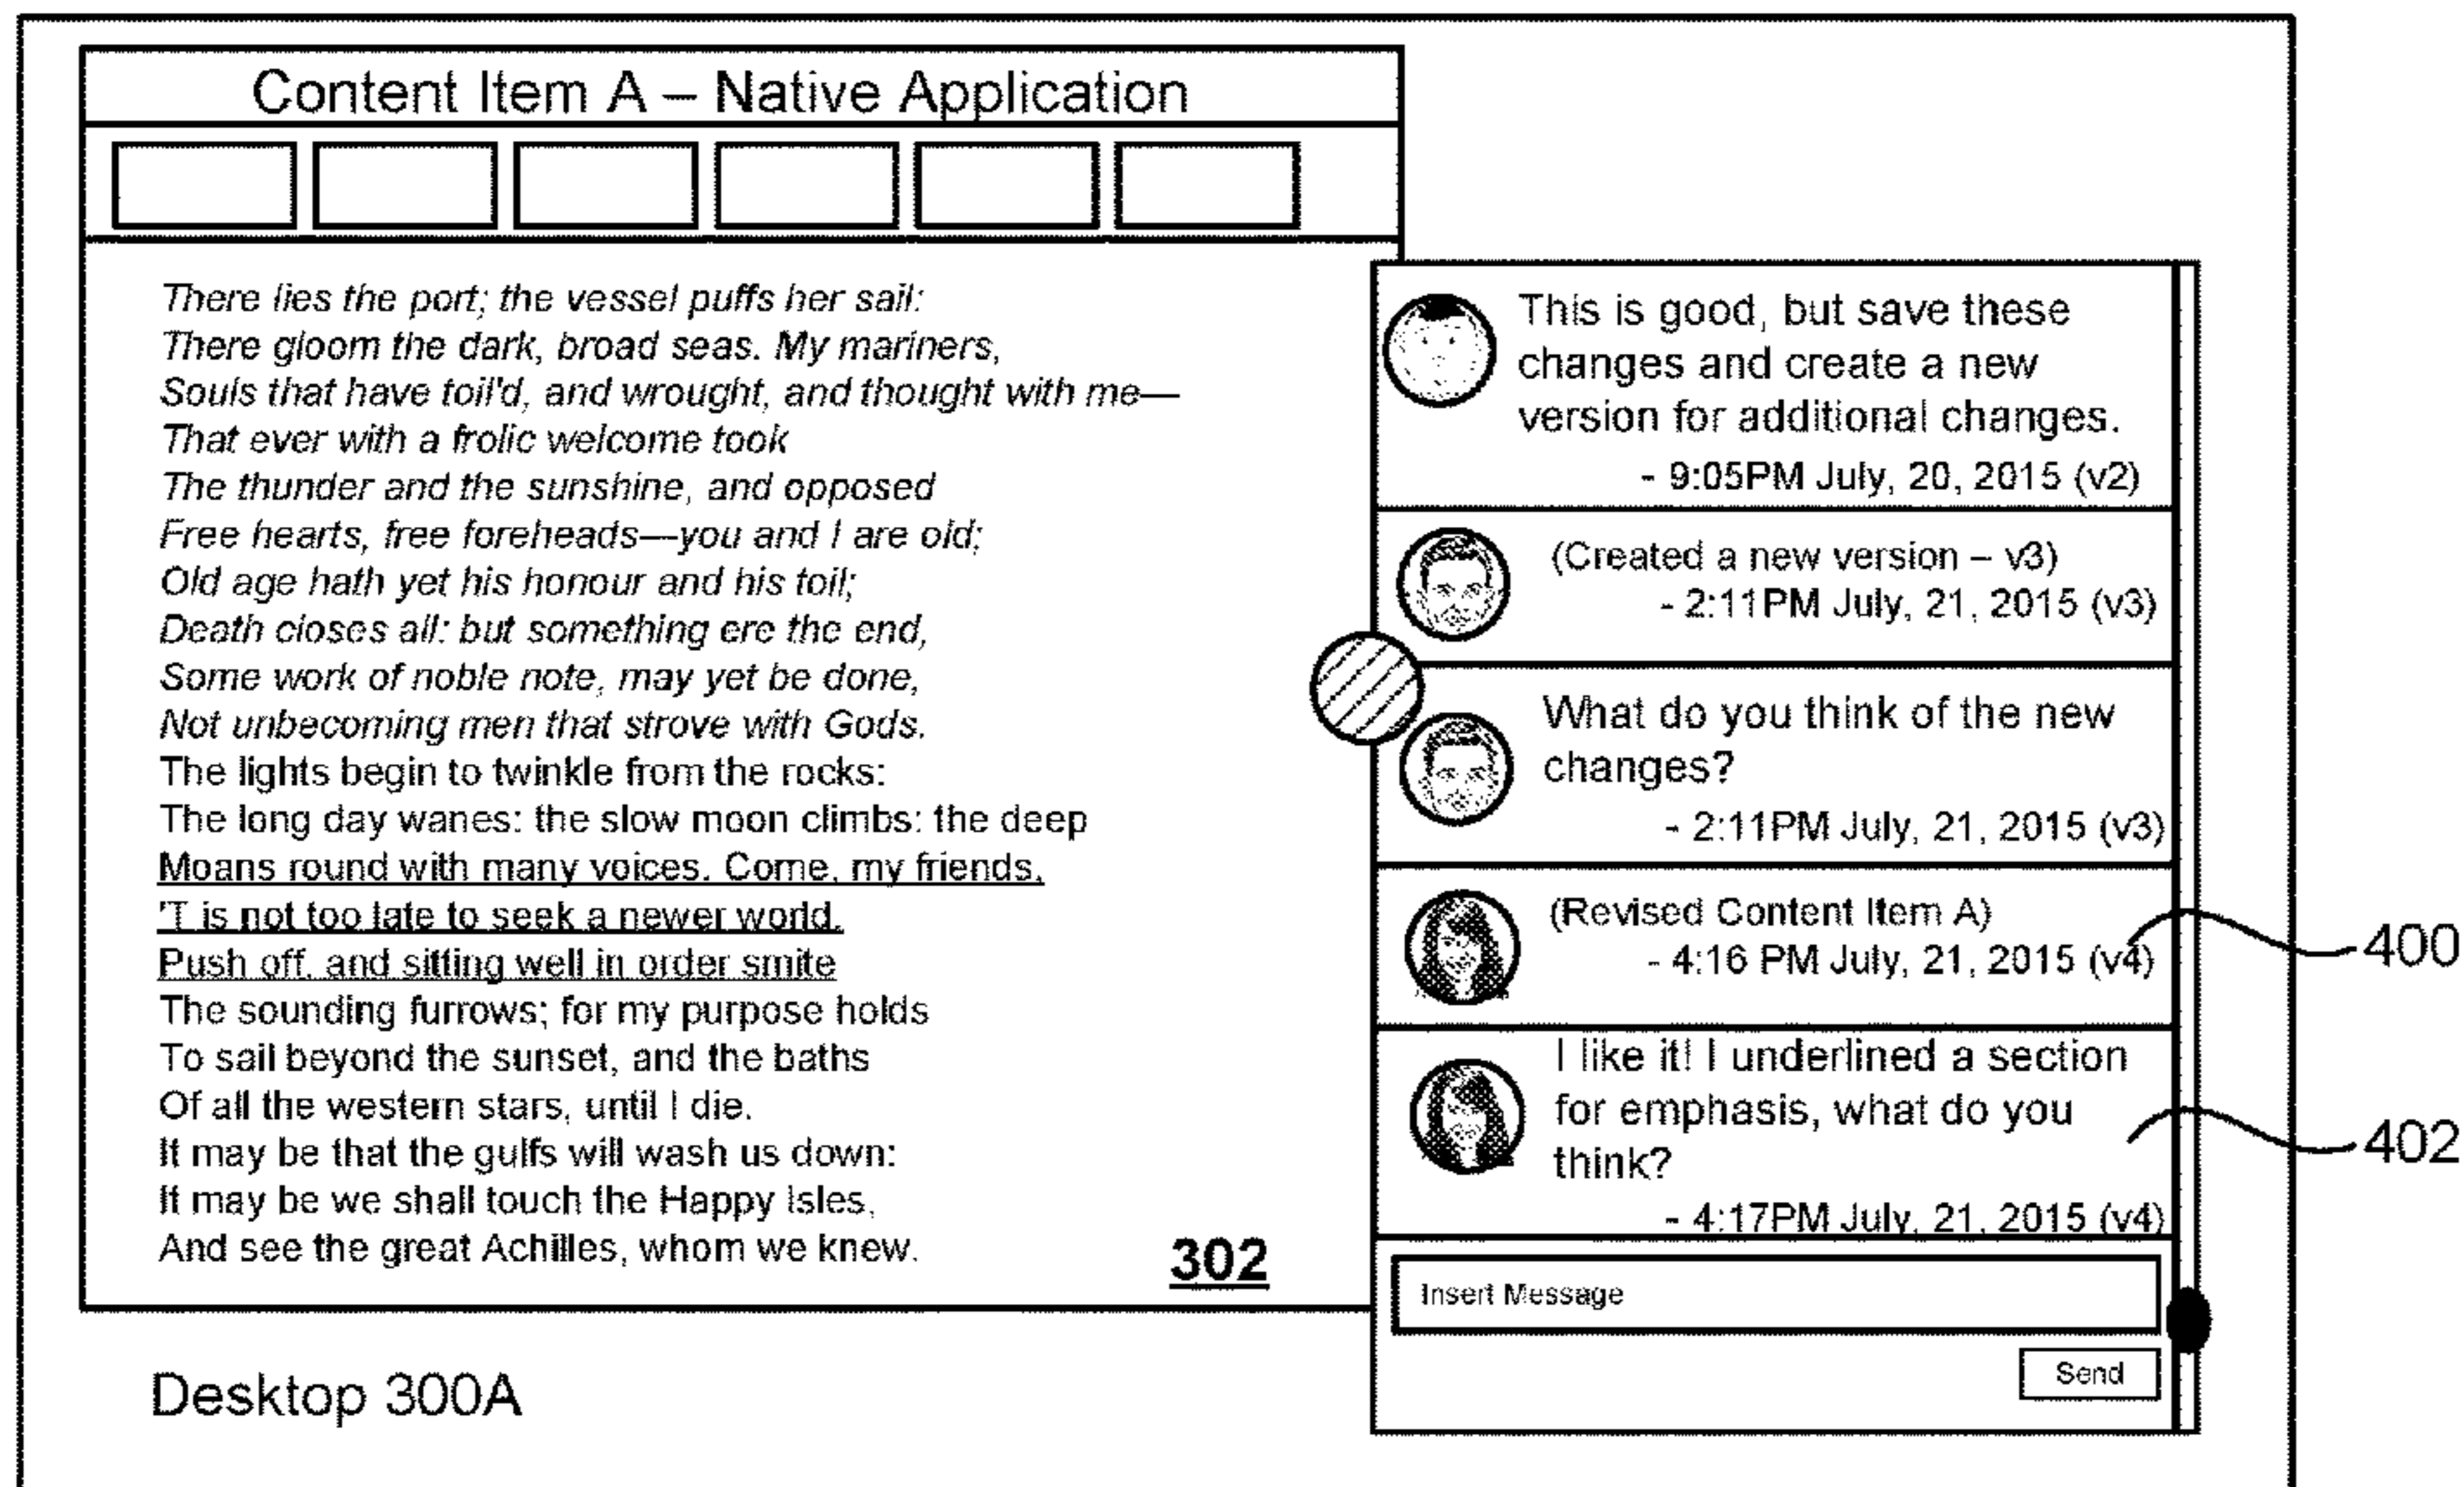 Content Item A – Native Application
There lies the port; the vessel puffs her sail:
There gloom the dark, broad seas. My mariners,
Souls that have toil'd, and wrought, and thought with me—
That ever with a frolic welcome took
The thunder and the sunshine, and opposed
Free hearts, free foreheads—you and I are old;
Old age hath yet his honour and his toil;
Death closes all: but something ere the end,
Some work of noble note, may yet be done,
Not unbecoming men that strove with Gods.
The lights begin to twinkle from the rocks:
The long day wanes: the slow moon climbs: the deep
Moans round with many voices. Come, my friends,
'T is not too late to seek a newer world.
Push off, and sitting well in order smite
The sounding furrows; for my purpose holds
To sail beyond the sunset, and the baths
Of all the western stars, until I die.
It may be that the gulfs will wash us down:
It may be we shall touch the Happy Isles,
And see the great Achilles, whom we knew.
302
Desktop 300A
This is good, but save these
changes and create a new
version for additional changes.
- 9:05PM July, 20, 2015 (v2)
(Created a new version – v3)
- 2:11PM July, 21, 2015 (v3)
What do you think of the new
changes?
- 2:11PM July, 21, 2015 (v3)
(Revised Content Item A)
- 4:16 PM July, 21, 2015 (v4)
400
I like it! I underlined a section
for emphasis, what do you
think?
- 4:17PM July, 21, 2015 (v4)
402
Insert Message
Send